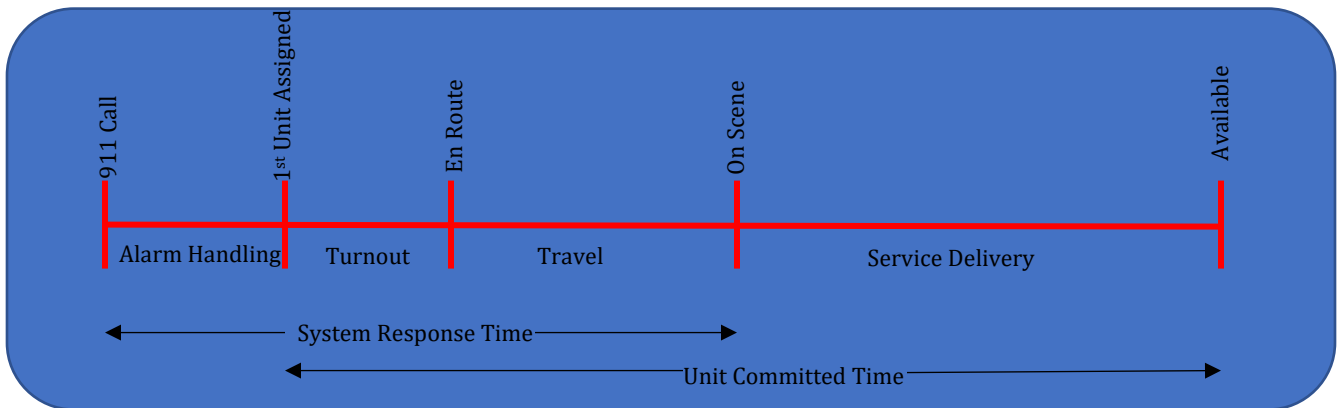 911 Call
1st Unit Assigned
En Route
On Scene
Available
Alarm Handling
Turnout
Travel
Service Delivery
System Response Time
Unit Committed Time